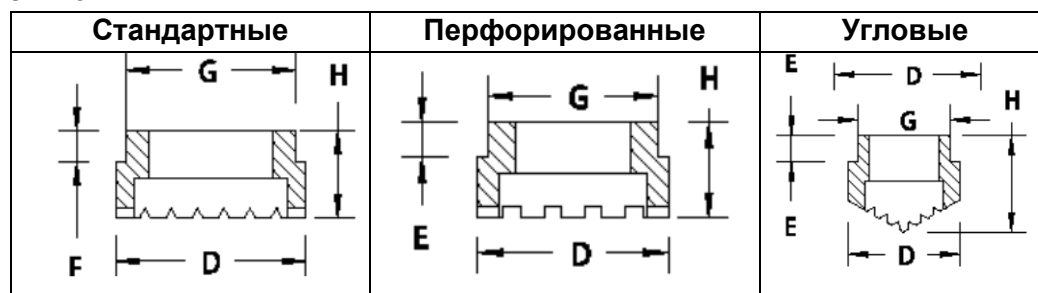 Стандартные Перфорированные Угловые
G H F D
G H E D
E D H G E D